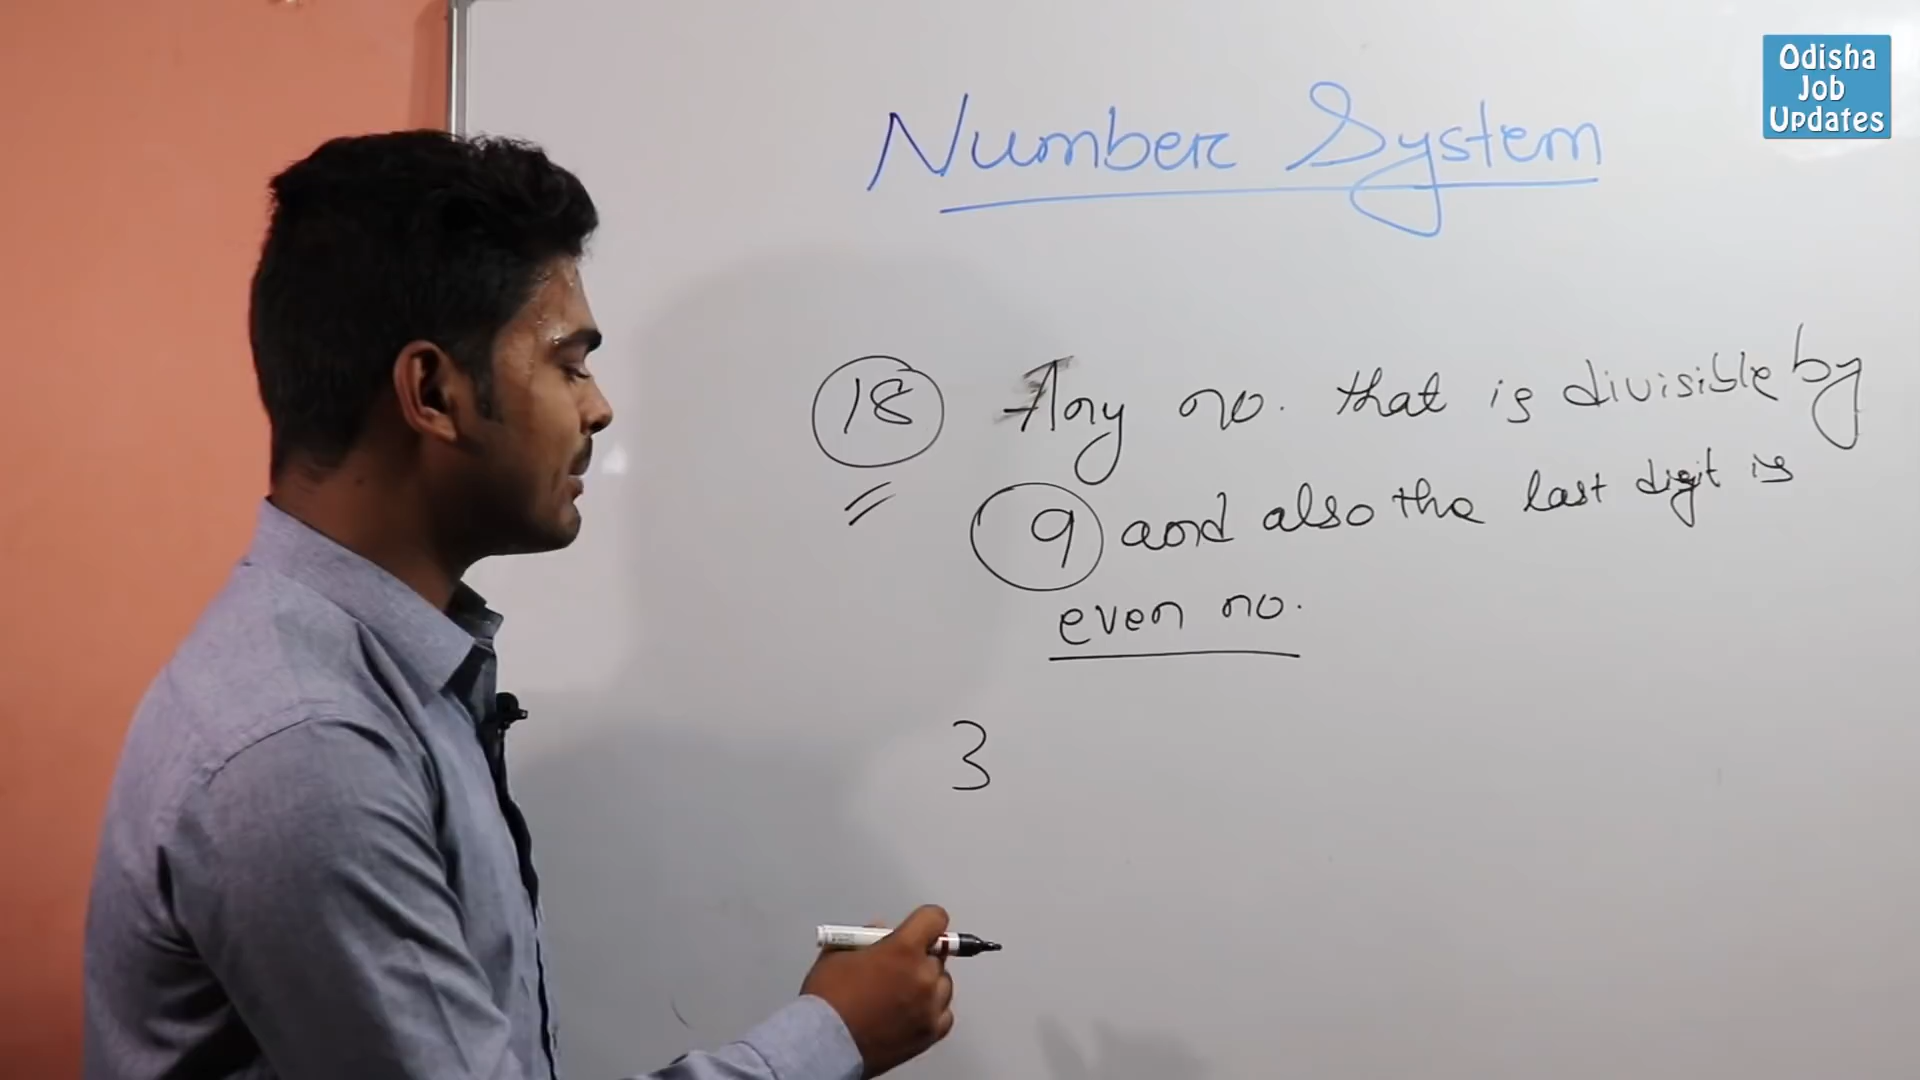 Number System
Odisha
Job
Updates
18 Any no. that is divisible by
9 and also the last digit is
even no.
3